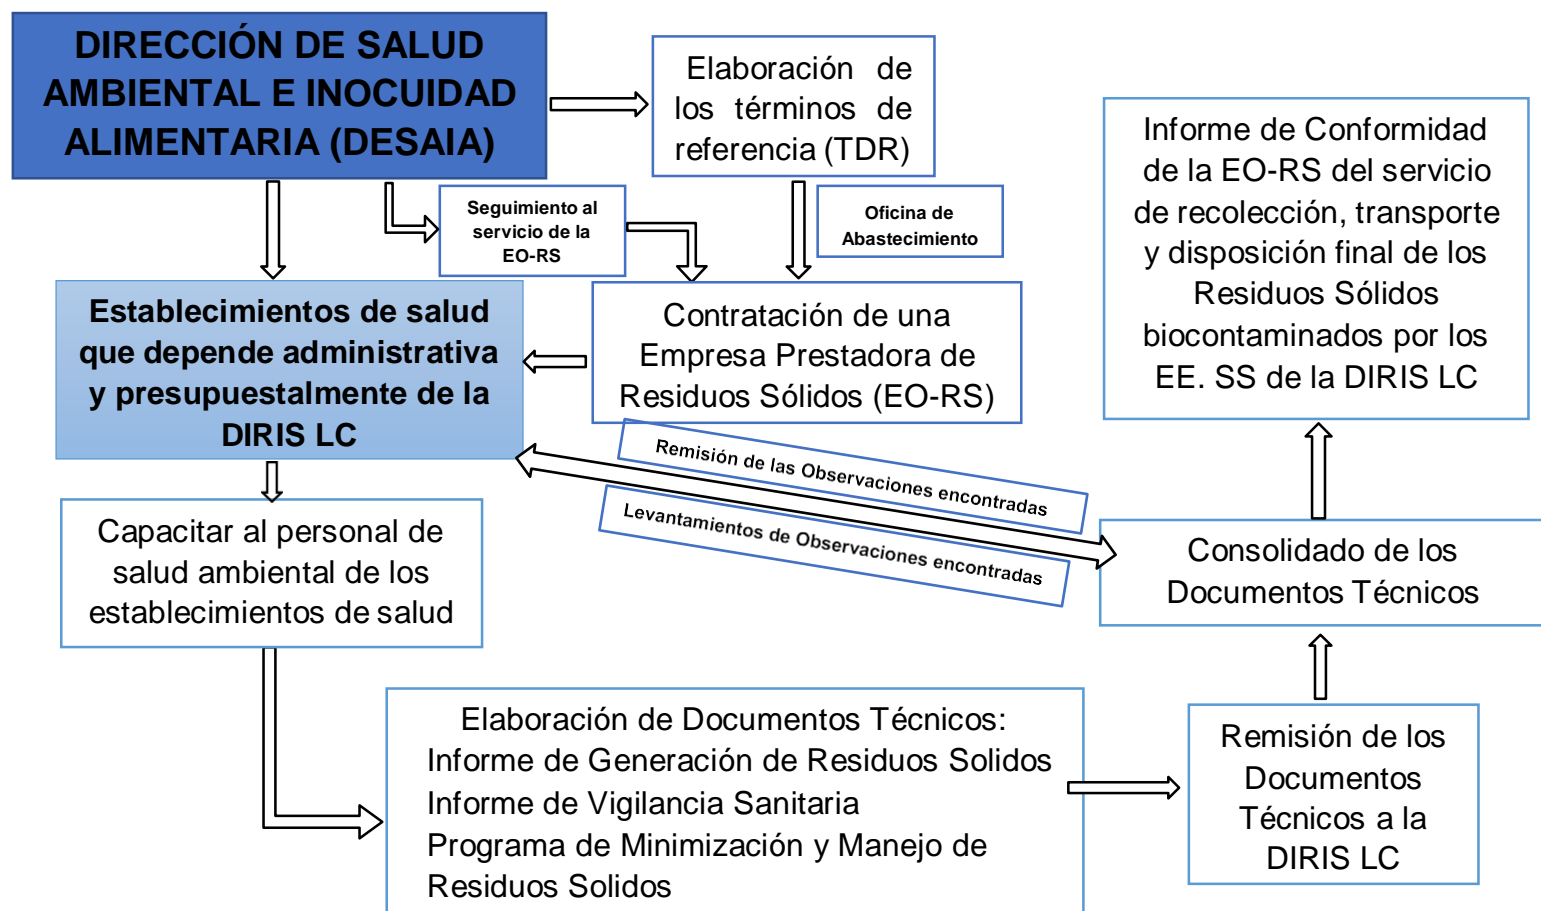 DIRECCIÓN DE SALUD
AMBIENTAL E INOCUIDAD
ALIMENTARIA (DESAIA)
Elaboración de
los términos de
referencia (TDR)
Seguimiento al
servicio de la
EO-RS
Oficina de
Abastecimiento
Establecimientos de salud
que depende administrativa
y presupuestalmente de la
DIRIS LC
Contratación de una
Empresa Prestadora de
Residuos Sólidos (EO-RS)
Informe de Conformidad
de la EO-RS del servicio
de recolección, transporte
y disposición final de los
Residuos Sólidos
biocontaminados por los
EE. SS de la DIRIS LC
Remisión de las Observaciones encontradas
Levantamientos de Observaciones encontradas
Capacitar al personal de
salud ambiental de los
establecimientos de salud
Consolidado de los
Documentos Técnicos
Elaboración de Documentos Técnicos:
Informe de Generación de Residuos Solidos
Informe de Vigilancia Sanitaria
Programa de Minimización y Manejo de
Residuos Solidos
Remisión de los
Documentos
Técnicos a la
DIRIS LC